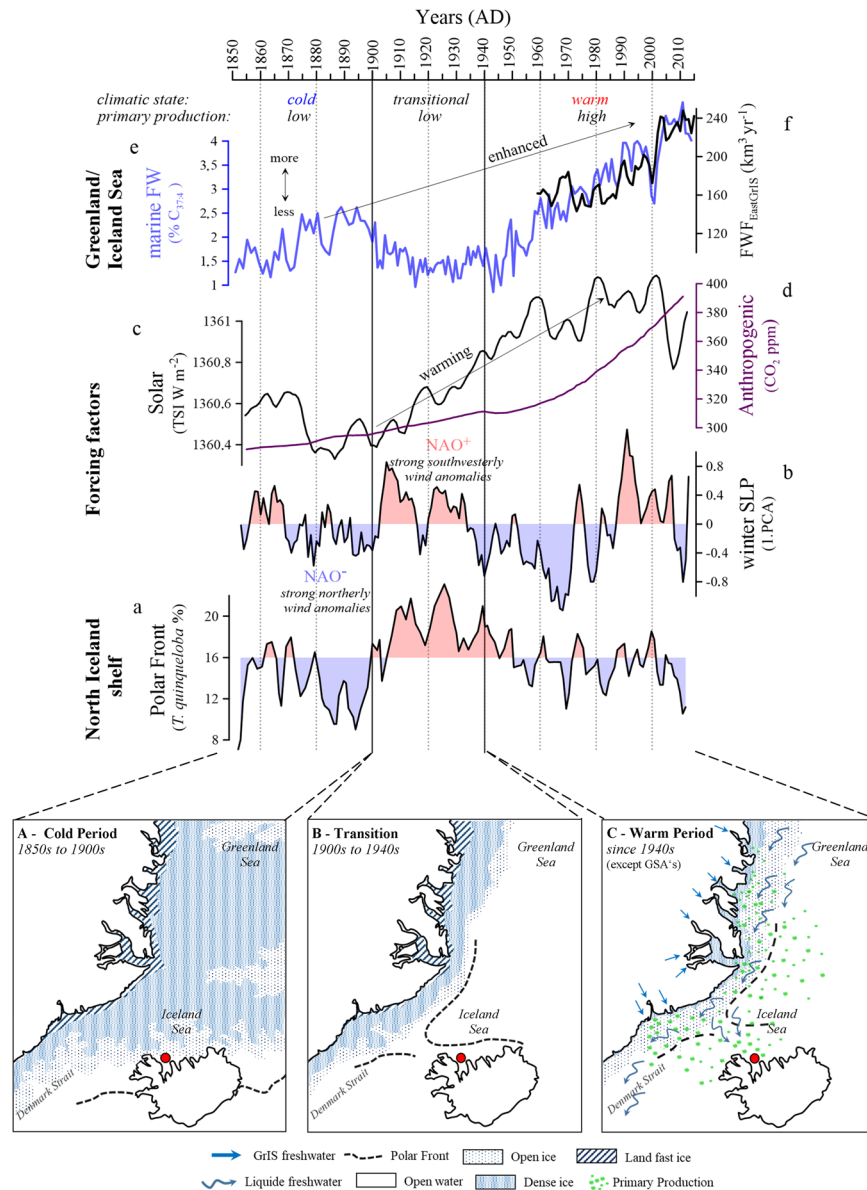 Years (AD)
1850 1860 1870 1880 1890 1900 1910 1920 1930 1940 1950 1960 1970 1980 1990 2000 2010
climatic state: cold transitional warm
primary production: low low high
e
f
Greenland/
Iceland Sea
marine FW
(% C37:4)
4
3,5
3
2.5
2
1.5
1
more
less
enhanced
240
200
160
120
FWF EastGrIS (km³ yr⁻¹)
Forcing factors
c
d
Solar
(TSI W m⁻²)
1361
1360.8
1360.6
1360.4
warming
400
380
360
340
320
300
Anthropogenic
(CO₂ ppm)
NAO⁺
strong southwesterly
wind anomalies
b
0.8
0.4
0
-0.4
-0.8
winter SLP
(1.PCA)
NAO⁻
strong northerly
wind anomalies
North Iceland
shelf
a
Polar Front
(T. quinqueloba %)
20
16
12
8
A - Cold Period
1850s to 1900s
Greenland
Sea
Iceland
Sea
Denmark Strait
B - Transition
1900s to 1940s
Greenland
Sea
Iceland
Sea
Denmark Strait
C - Warm Period
since 1940s
(except GSA's)
Greenland
Sea
Iceland
Sea
Denmark Strait
GrIS freshwater Polar Front Open ice Land fast ice
Liquide freshwater Open water Dense ice Primary Production